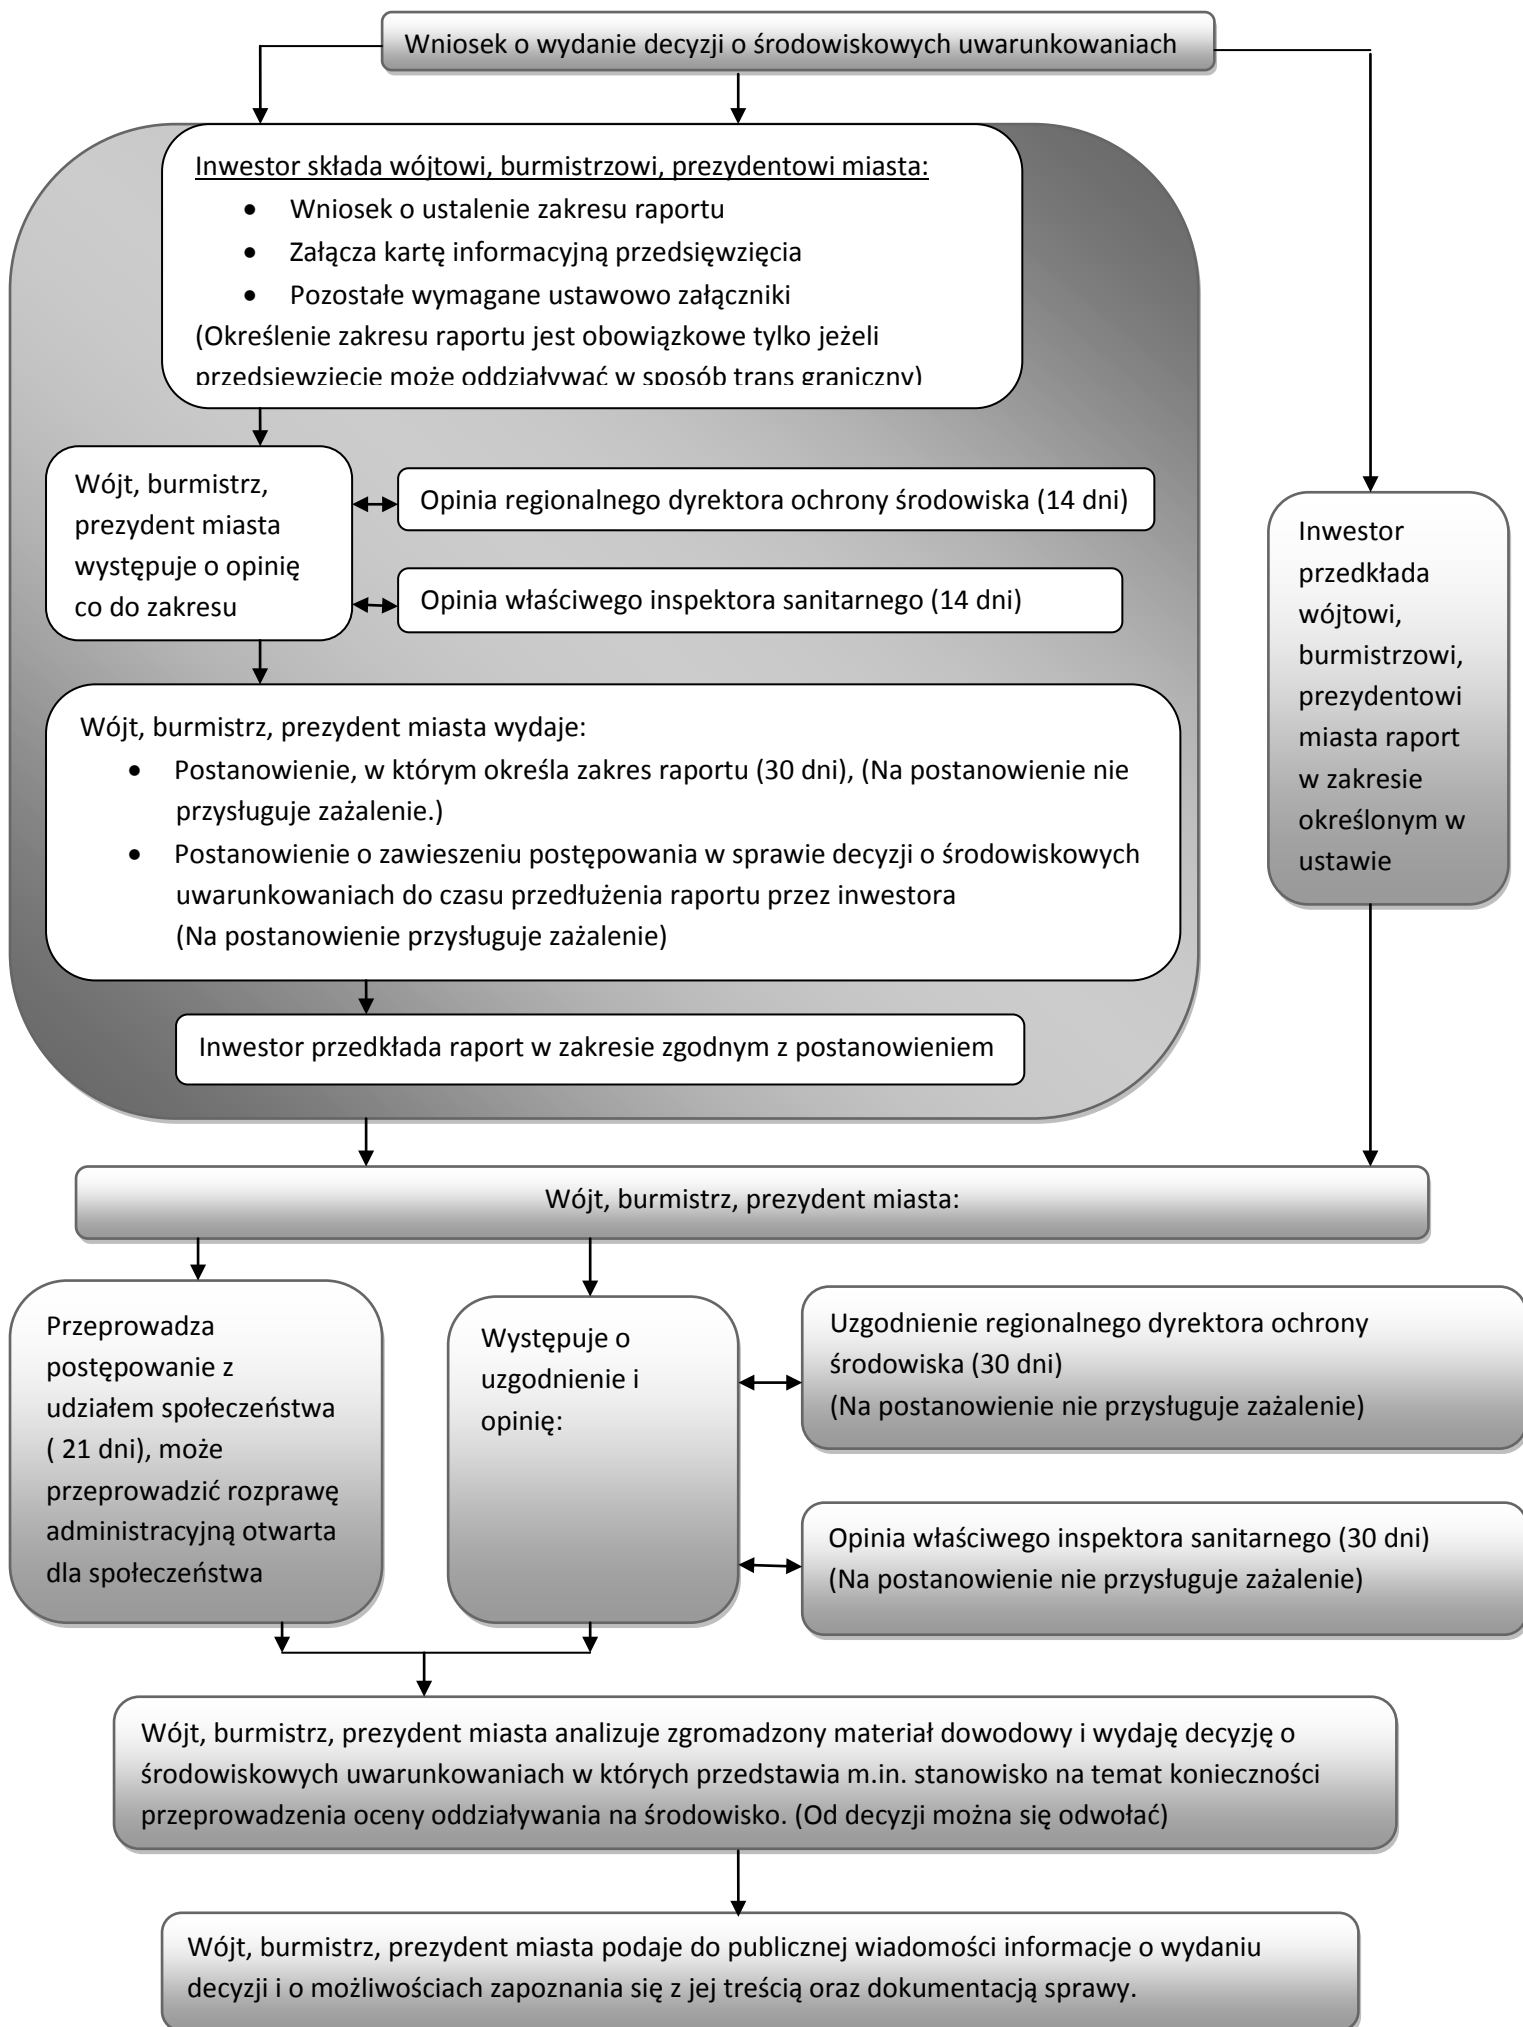 Wniosek o wydanie decyzji o środowiskowych uwarunkowaniach
Inwestor składa wójtowi, burmistrzowi, prezydentowi miasta:
• Wniosek o ustalenie zakresu raportu
• Załącza kartę informacyjną przedsięwzięcia
• Pozostałe wymagane ustawowo załączniki
(Określenie zakresu raportu jest obowiązkowe tylko jeżeli
przedsięwzięcie może oddziaływać w sposób trans graniczny)
Wójt, burmistrz,
prezydent miasta
występuje o opinię
co do zakresu
Opinia regionalnego dyrektora ochrony środowiska (14 dni)
Opinia właściwego inspektora sanitarnego (14 dni)
Inwestor
przedkłada
wójtowi,
burmistrzowi,
prezydentowi
miasta raport
w zakresie
określonym w
ustawie
Wójt, burmistrz, prezydent miasta wydaje:
• Postanowienie, w którym określa zakres raportu (30 dni), (Na postanowienie nie
przysługuje zażalenie.)
• Postanowienie o zawieszeniu postępowania w sprawie decyzji o środowiskowych
uwarunkowaniach do czasu przedłużenia raportu przez inwestora
(Na postanowienie przysługuje zażalenie)
Inwestor przedkłada raport w zakresie zgodnym z postanowieniem
Wójt, burmistrz, prezydent miasta:
Przeprowadza
postępowanie z
udziałem społeczeństwa
( 21 dni), może
przeprowadzić rozprawę
administracyjną otwarta
dla społeczeństwa
Występuje o
uzgodnienie i
opinię:
Uzgodnienie regionalnego dyrektora ochrony
środowiska (30 dni)
(Na postanowienie nie przysługuje zażalenie)
Opinia właściwego inspektora sanitarnego (30 dni)
(Na postanowienie nie przysługuje zażalenie)
Wójt, burmistrz, prezydent miasta analizuje zgromadzony materiał dowodowy i wydaję decyzję o
środowiskowych uwarunkowaniach w których przedstawia m.in. stanowisko na temat konieczności
przeprowadzenia oceny oddziaływania na środowisko. (Od decyzji można się odwołać)
Wójt, burmistrz, prezydent miasta podaje do publicznej wiadomości informacje o wydaniu
decyzji i o możliwościach zapoznania się z jej treścią oraz dokumentacją sprawy.